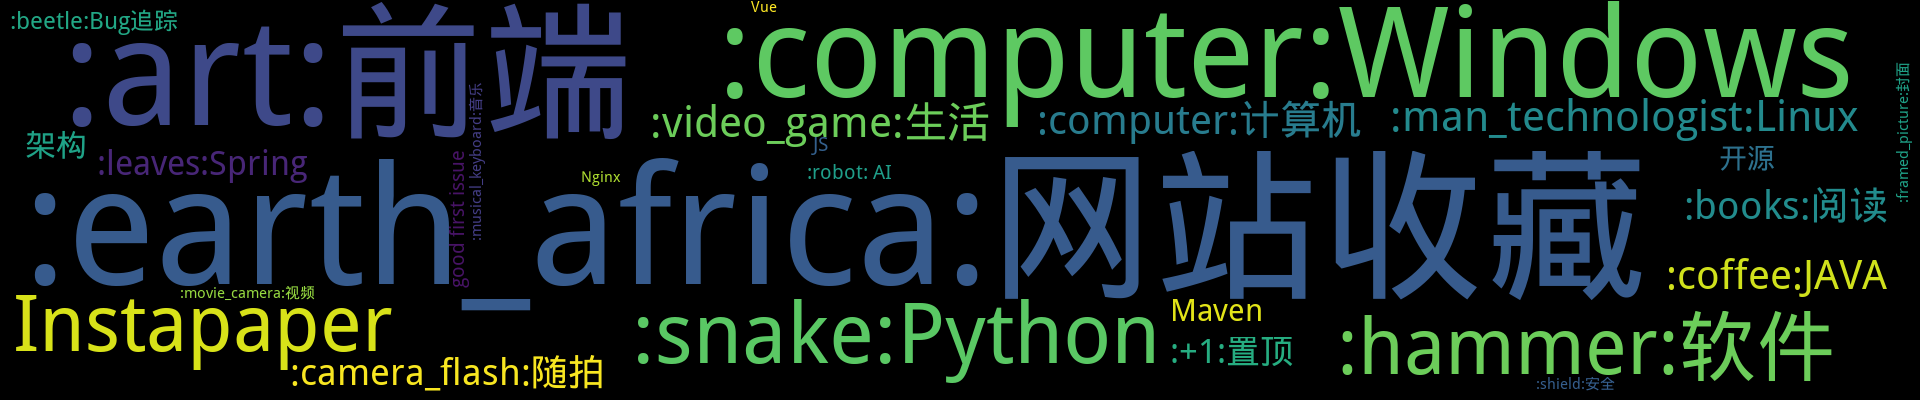 :beetle:Bug追踪
Vue
:art:前端
:computer:Windows
:musical_keyboard:音乐
:framed_picture:封面
:video_game:生活
:computer:计算机
:man_technologist:Linux
架构
Js
开源
:leaves:Spring
good first issue
Nginx
:robot: AI
:earth_africa:网站收藏
:books:阅读
:coffee:JAVA
:movie_camera:视频
Instapaper
:snake:Python
Maven
:hammer:软件
:+1:置顶
:camera_flash:随拍
:shield:安全